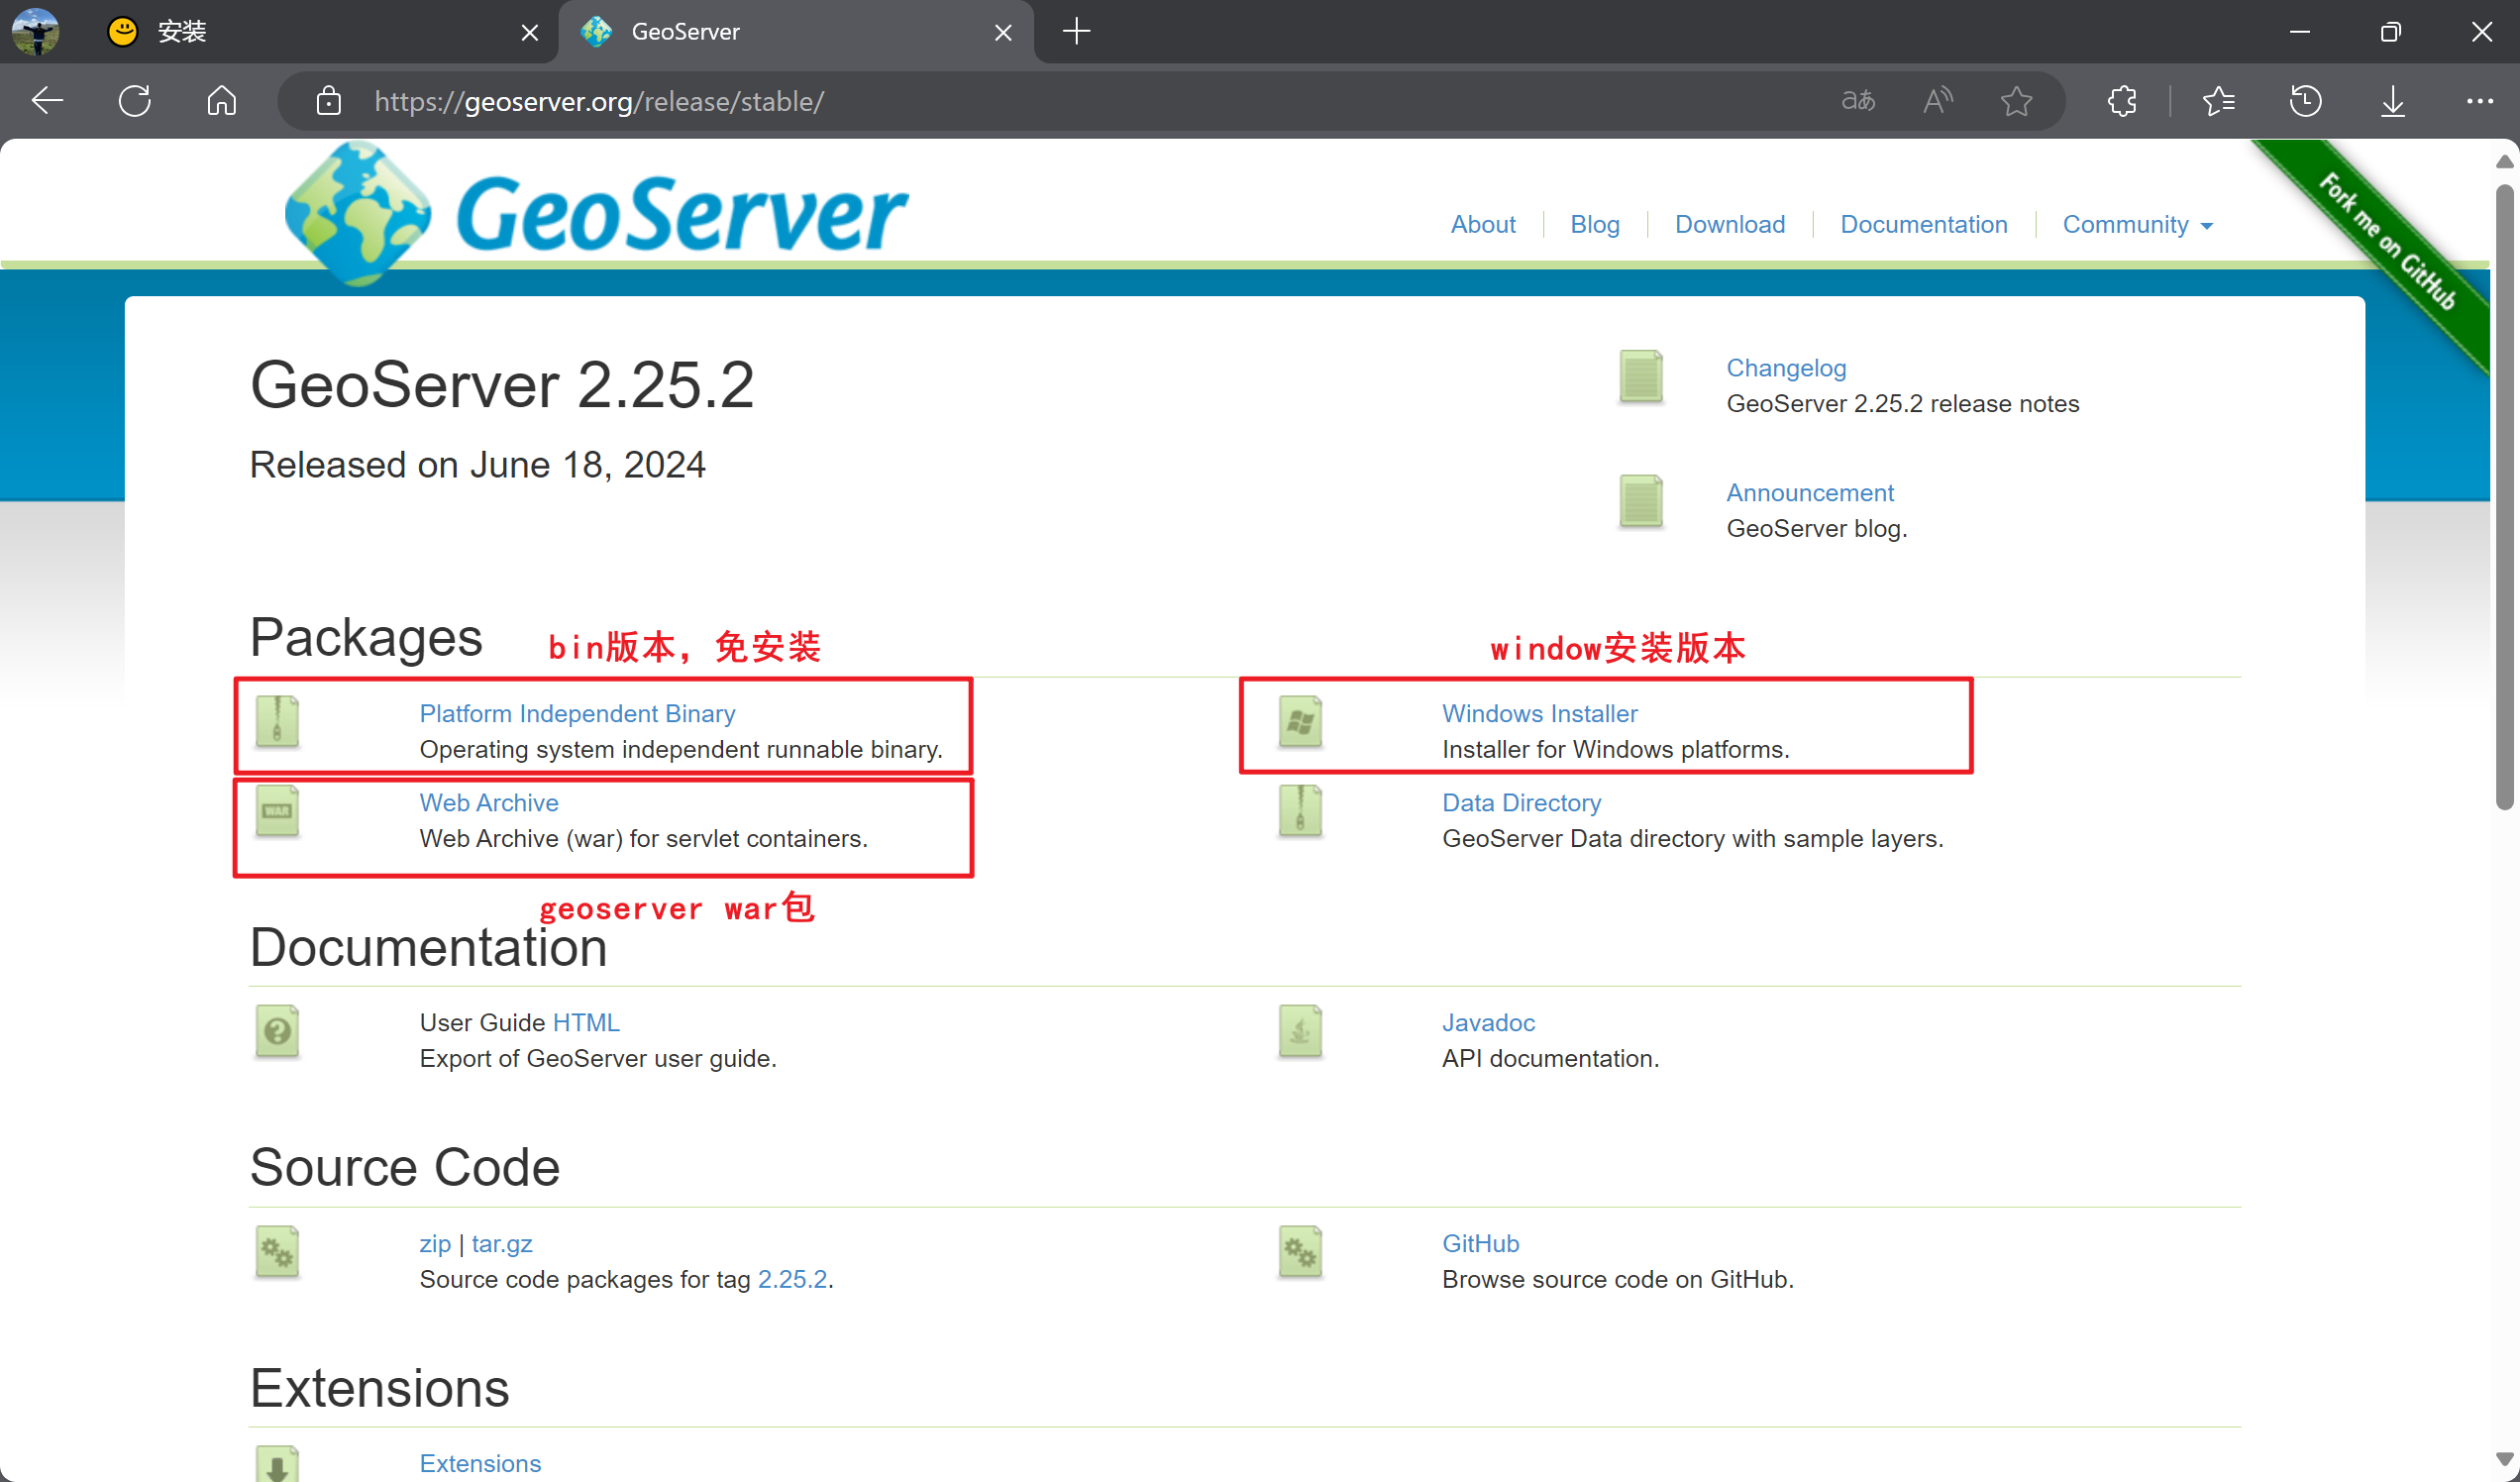 安装
GeoServer
https://geoserver.org/release/stable/
GeoServer
About
Blog
Download
Documentation
Community
Fork me on GitHub
GeoServer 2.25.2
Released on June 18, 2024
Changelog
GeoServer 2.25.2 release notes
Announcement
GeoServer blog.
Packages
bin版本，免安装
window安装版本
Platform Independent Binary
Operating system independent runnable binary.
Windows Installer
Installer for Windows platforms.
WAR
Web Archive
Web Archive (war) for servlet containers.
Data Directory
GeoServer Data directory with sample layers.
geoserver war包
Documentation
User Guide HTML
Export of GeoServer user guide.
Javadoc
API documentation.
Source Code
zip | tar.gz
Source code packages for tag 2.25.2.
GitHub
Browse source code on GitHub.
Extensions
Extensions